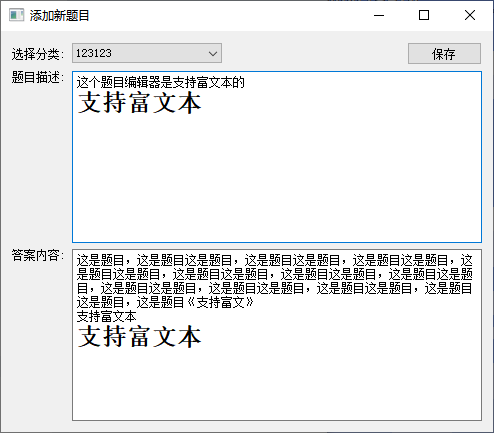 添加新题目
选择分类: 123123 保存
题目描述: 这个题目编辑器是支持富文本的
支持富文本
答案内容: 这是题目，这是题目这是题目，这是题目这是题目，这是题目这是题目，这
是题目这是题目，这是题目这是题目，这是题目这是题目，这是题目这是题
目，这是题目这是题目，这是题目这是题目，这是题目这是题目，这是题目
这是题目，这是题目《支持富文》
支持富文本
支持富文本